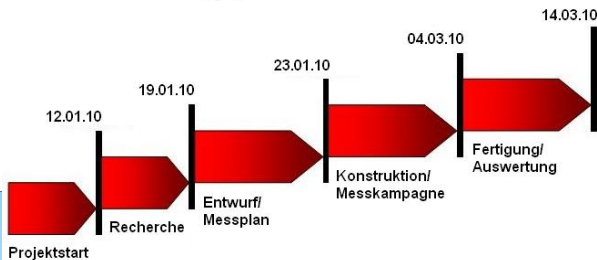 14.03.10
04.03.10
23.01.10
19.01.10
12.01.10
Fertigung/
Auswertung
Konstruktion/
Messkampagne
Entwurf/
Messplan
Recherche
Projektstart